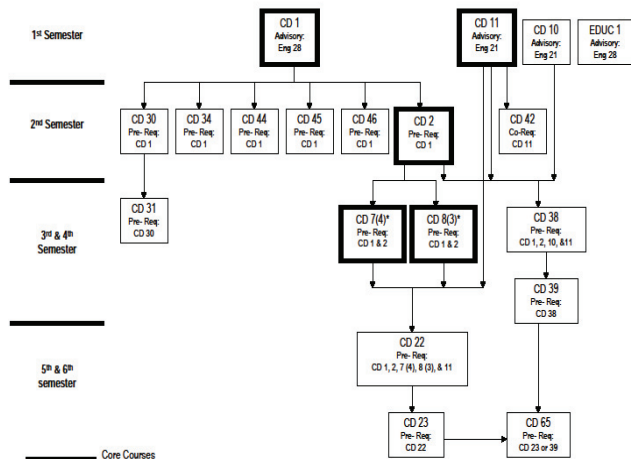 1st Semester
CD 1
Advisory:
Eng 28
CD 11
Advisory:
Eng 21
CD 10
Advisory:
Eng 21
EDUC 1
Advisory:
Eng 28
2nd Semester
CD 30
Pre- Req:
CD 1
CD 34
Pre- Req:
CD 1
CD 44
Pre- Req:
CD 1
CD 45
Pre- Req:
CD 1
CD 46
Pre- Req:
CD 1
CD 2
Pre- Req:
CD 1
CD 42
Co-Req:
CD 11
3rd & 4th
Semester
CD 31
Pre- Req:
CD 30
CD 7(4)*
Pre- Req:
CD 1 & 2
CD 8(3)*
Pre- Req:
CD 1 & 2
CD 38
Pre- Req:
CD 1, 2, 10, &11
CD 39
Pre- Req:
CD 38
5th & 6th
semester
CD 22
Pre- Req:
CD 1, 2, 7 (4), 8 (3), & 11
CD 23
Pre- Req:
CD 22
CD 65
Pre- Req:
CD 23 or 39
Core Courses